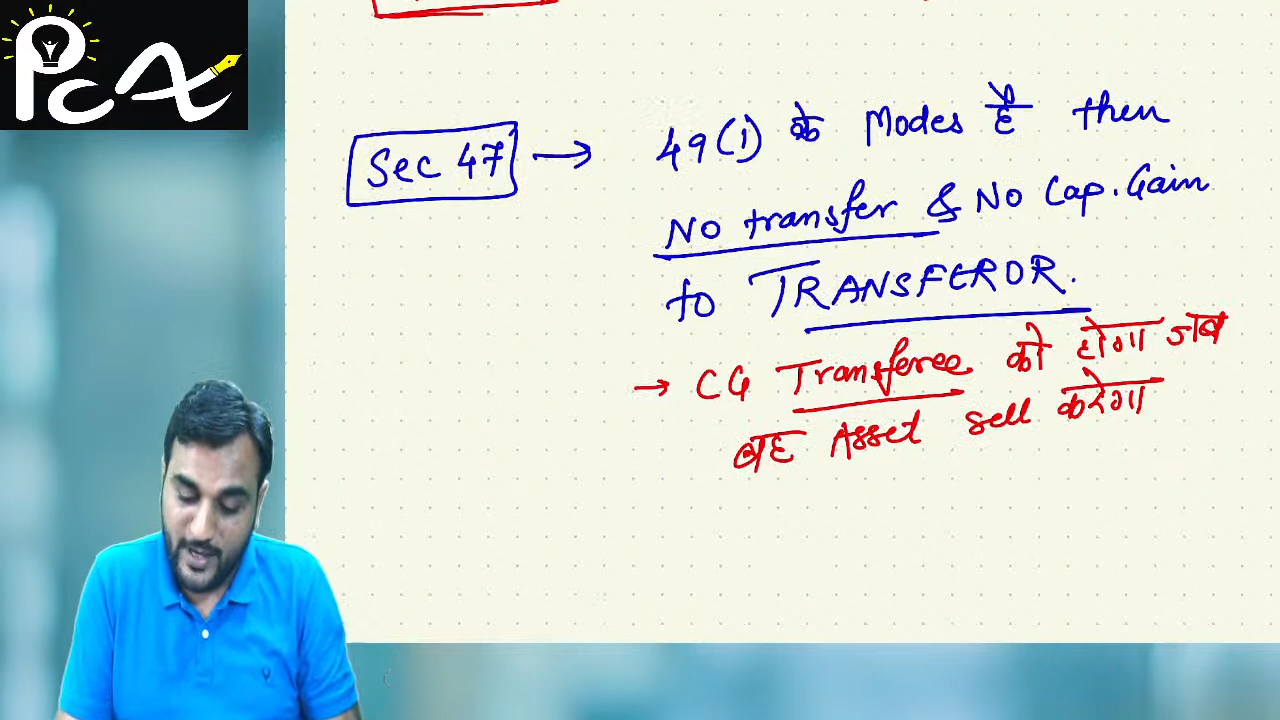 PCA
Sec 47 → 49(1) के Modes है then
No transfer & No Cap. Gain
to TRANSFEROR.
→ CG Transferee को होगा जब
वह Asset sell करेगा